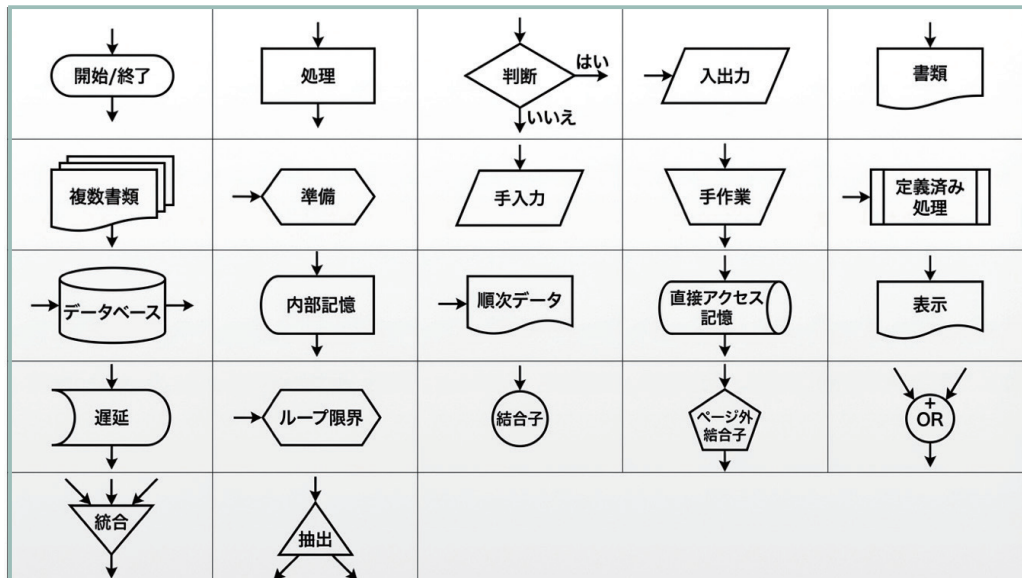 開始/終了
処理
判断
はい
いいえ
入出力
書類
複数書類
準備
手入力
手作業
定義済み
処理
データベース
内部記憶
順次データ
直接アクセス
記憶
表示
遅延
ループ限界
結合子
ページ外
結合子
+
OR
統合
抽出